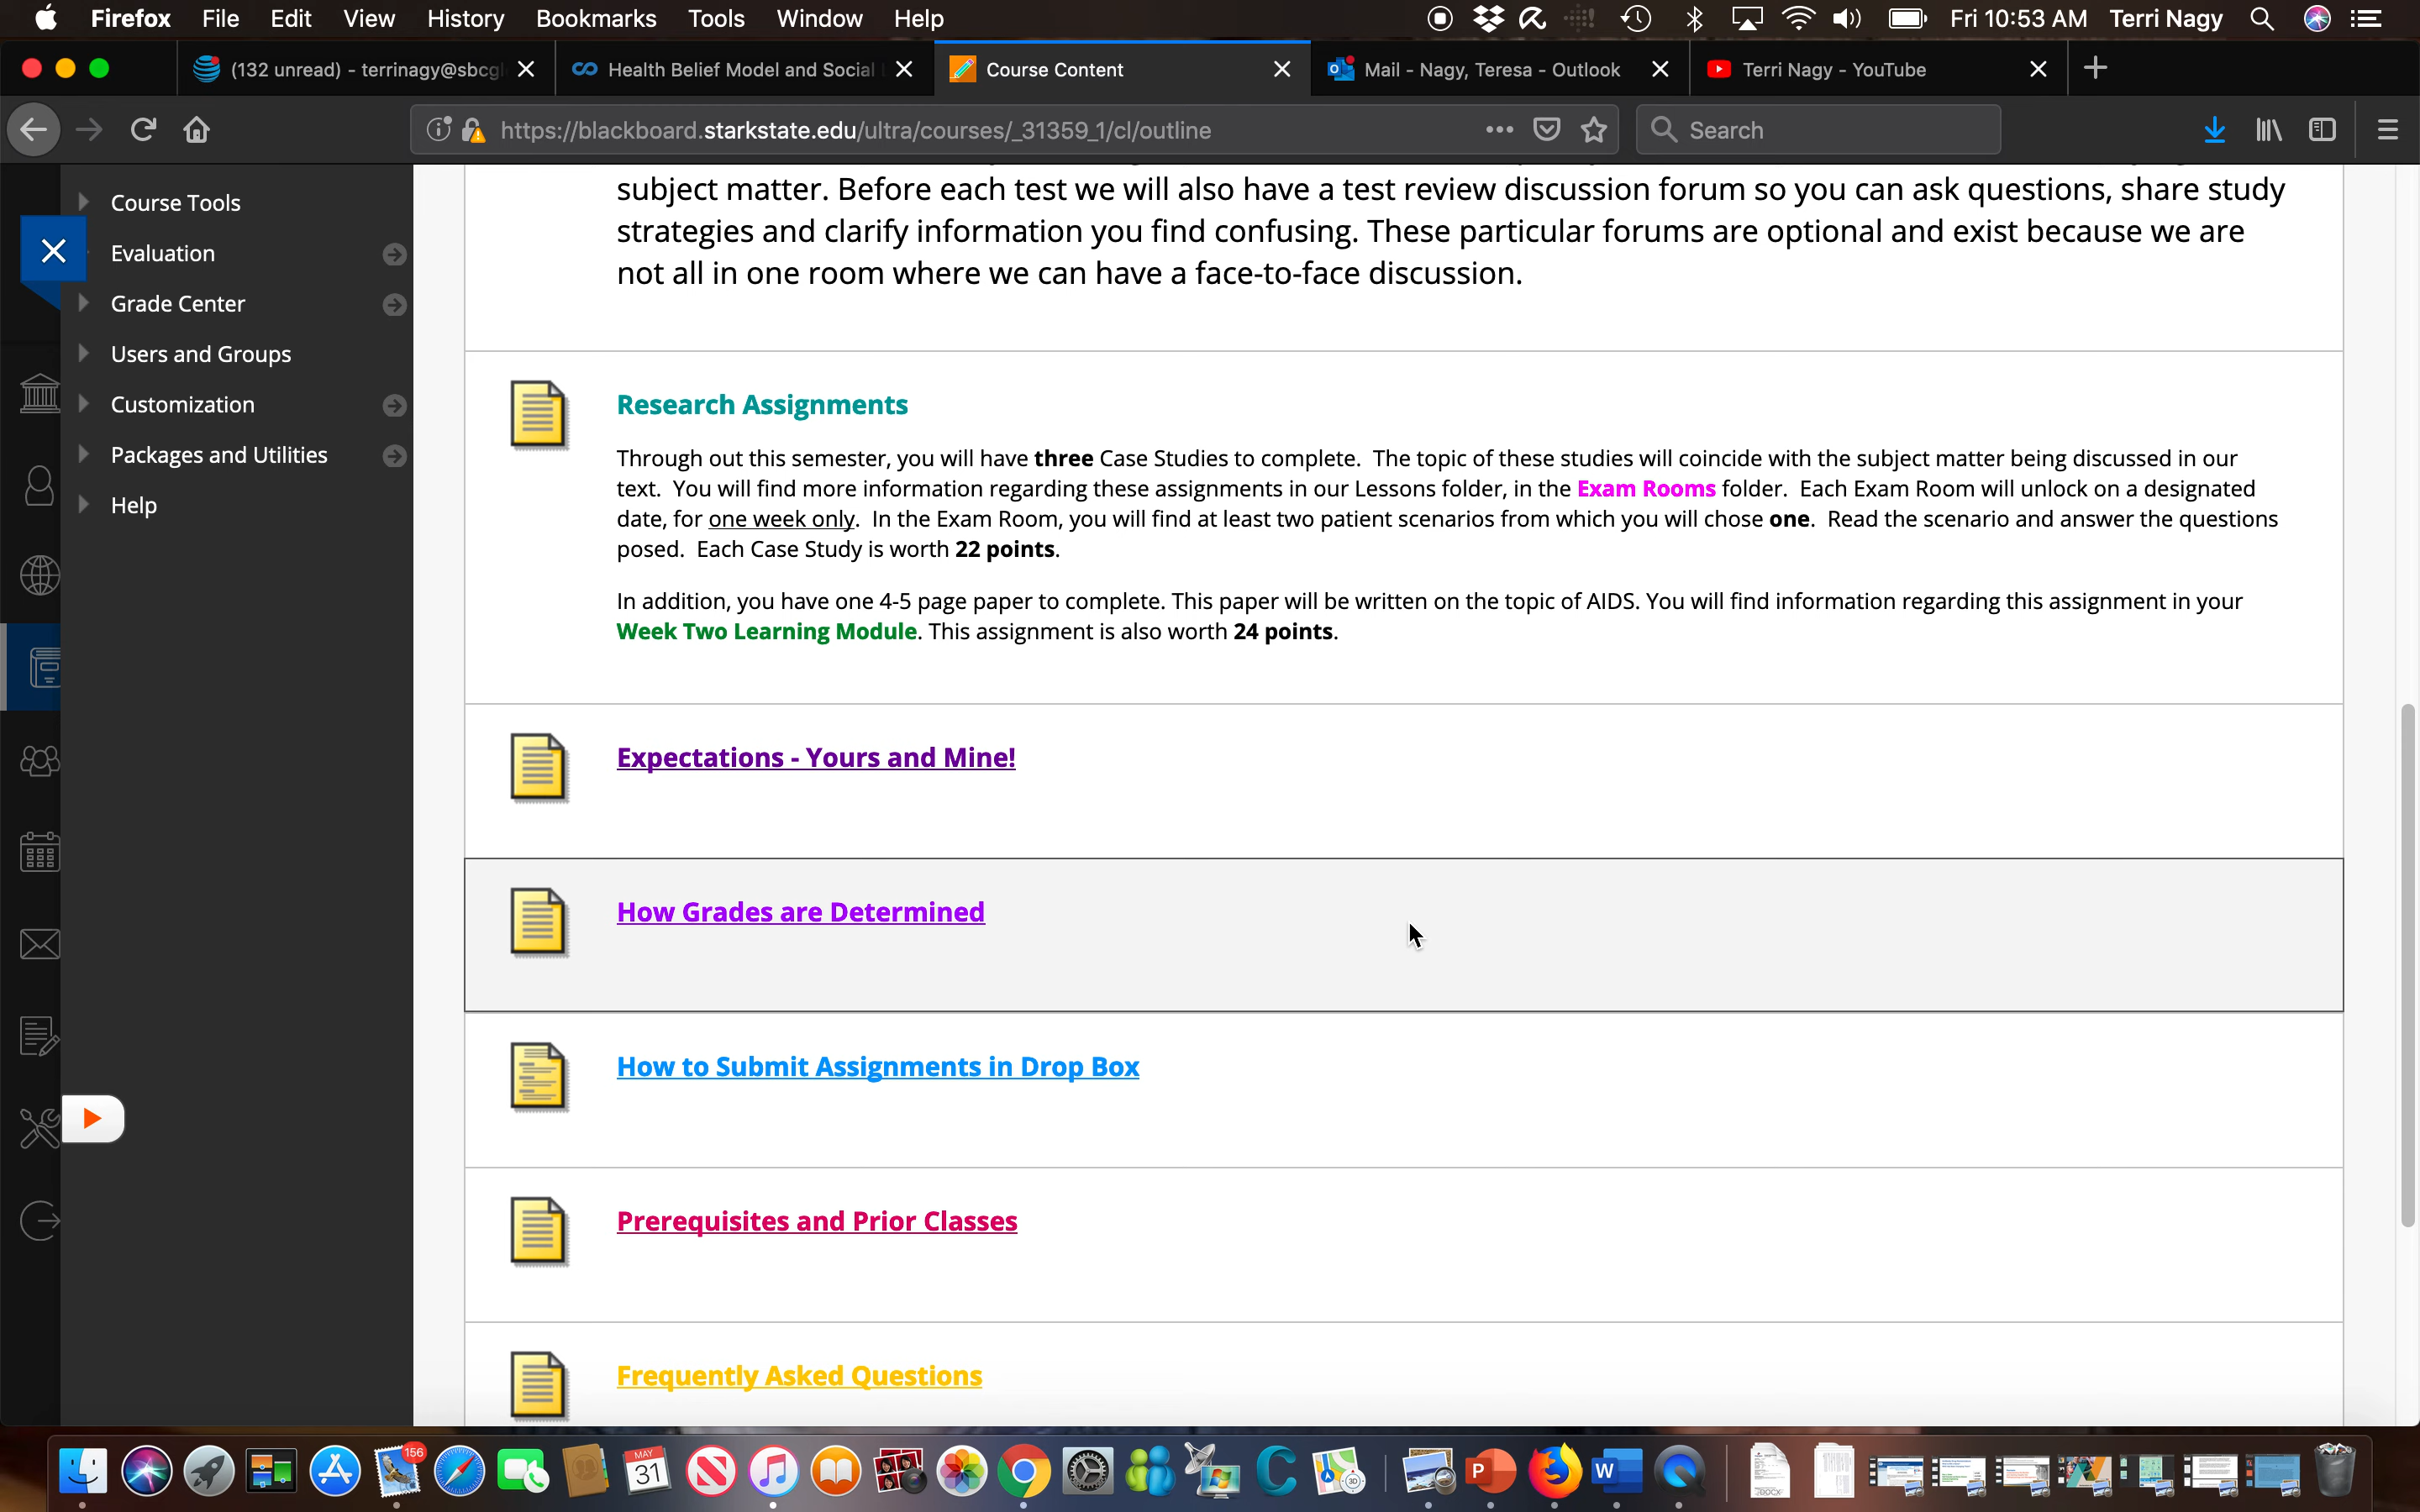 Firefox File Edit View History Bookmarks Tools Window Help Fri 10:53 AM Terri Nagy
(132 unread) - terrinagy@sbcgl Health Belief Model and Social Course Content Mail - Nagy, Teresa - Outlook Terri Nagy - YouTube
https://blackboard.starkstate.edu/ultra/courses/_31359_1/cl/outline Search
Course Tools
Evaluation
Grade Center
Users and Groups
Customization
Packages and Utilities
Help
subject matter. Before each test we will also have a test review discussion forum so you can ask questions, share study
strategies and clarify information you find confusing. These particular forums are optional and exist because we are
not all in one room where we can have a face-to-face discussion.
Research Assignments
Through out this semester, you will have three Case Studies to complete. The topic of these studies will coincide with the subject matter being discussed in our
text. You will find more information regarding these assignments in our Lessons folder, in the Exam Rooms folder. Each Exam Room will unlock on a designated
date, for one week only. In the Exam Room, you will find at least two patient scenarios from which you will chose one. Read the scenario and answer the questions
posed. Each Case Study is worth 22 points.
In addition, you have one 4-5 page paper to complete. This paper will be written on the topic of AIDS. You will find information regarding this assignment in your
Week Two Learning Module. This assignment is also worth 24 points.
Expectations - Yours and Mine!
How Grades are Determined
How to Submit Assignments in Drop Box
Prerequisites and Prior Classes
Frequently Asked Questions
156
MAY
31
3D
P
W
DOCX